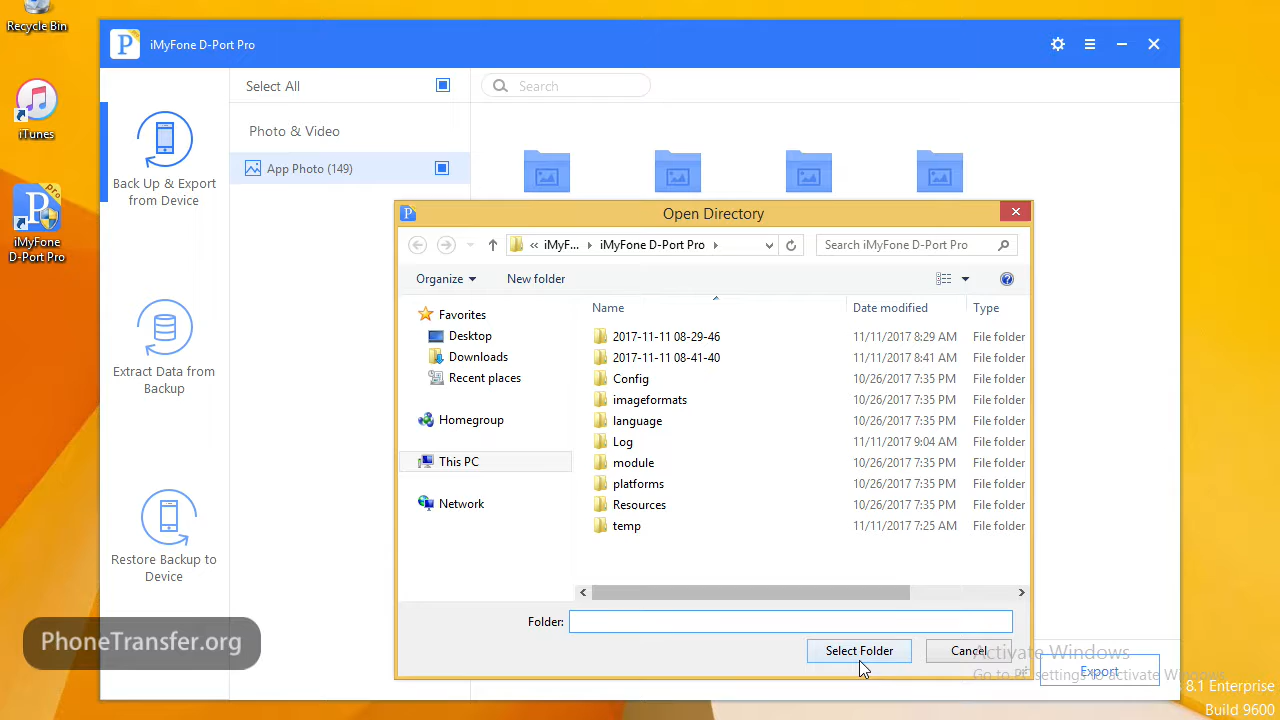 Recycle Bin
iTunes
iMyFone
D-Port Pro
iMyFone D-Port Pro
Select All
Search
Back Up & Export
from Device
Extract Data from
Backup
Restore Backup to
Device
Photo & Video
App Photo (149)
Open Directory
« iMyF... iMyFone D-Port Pro
Search iMyFone D-Port Pro
Organize
New folder
Favorites
Desktop
Downloads
Recent places
Homegroup
This PC
Network
Name Date modified Type
2017-11-11 08-29-46 11/11/2017 8:29 AM File folder
2017-11-11 08-41-40 11/11/2017 8:41 AM File folder
Config 10/26/2017 7:35 PM File folder
imageformats 10/26/2017 7:35 PM File folder
language 10/26/2017 7:35 PM File folder
Log 11/11/2017 9:04 AM File folder
module 10/26/2017 7:35 PM File folder
platforms 10/26/2017 7:35 PM File folder
Resources 10/26/2017 7:35 PM File folder
temp 11/11/2017 7:25 AM File folder
Folder:
Select Folder
Cancel
Export
Activate Windows
Go to PC settings to activate Windows.
8.1 Enterprise
Build 9600
PhoneTransfer.org